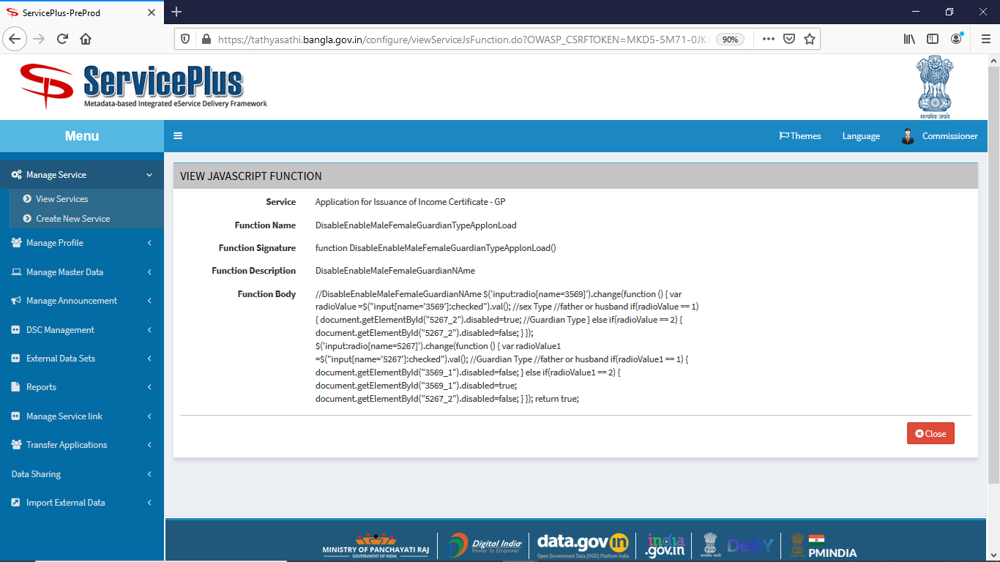 ServicePlus-PreProd
https://tathyasathi.bangla.gov.in/configure/viewServiceJsFunction.do?OWASP_CSRFTOKEN=MKD5-5M71-0JK
90%
ServicePlus
Metadata-based Integrated eService Delivery Framework
सत्यमेव जयते
Menu
Themes
Language
Commissioner
Manage Service
View Services
Create New Service
Manage Profile
Manage Master Data
Manage Announcement
DSC Management
External Data Sets
Reports
Manage Service link
Transfer Applications
Data Sharing
Import External Data
VIEW JAVASCRIPT FUNCTION
Service Application for Issuance of Income Certificate - GP
Function Name DisableEnableMaleFemaleGuardianTypeApplonLoad
Function Signature function DisableEnableMaleFemaleGuardianTypeApplonLoad()
Function Description DisableEnableMaleFemaleGuardianNAme
Function Body //DisableEnableMaleFemaleGuardianNAme $('input:radio[name=3569]').change(function () { var
radioValue =$("input[name='3569']:checked").val(); //sex Type //father or husband if(radioValue == 1)
{ document.getElementById("5267_2").disabled=true; //Guardian Type } else if(radioValue == 2) {
document.getElementById("5267_2").disabled=false; } });
$('input:radio[name=5267]').change(function () { var radioValue1
=$("input[name='5267']:checked").val(); //Guardian Type //father or husband if(radioValue1 == 1) {
document.getElementById("3569_1").disabled=false; } else if(radioValue1 == 2) {
document.getElementById("3569_1").disabled=true;
document.getElementById("5267_2").disabled=false; } }); return true;
Close
MINISTRY OF PANCHAYATI RAJ
GOVERNMENT OF INDIA
Digital India
Power To Empower
data.gov in
Open Government Data (OGD) Platform India
india
.gov.in
DeitY
PMINDIA